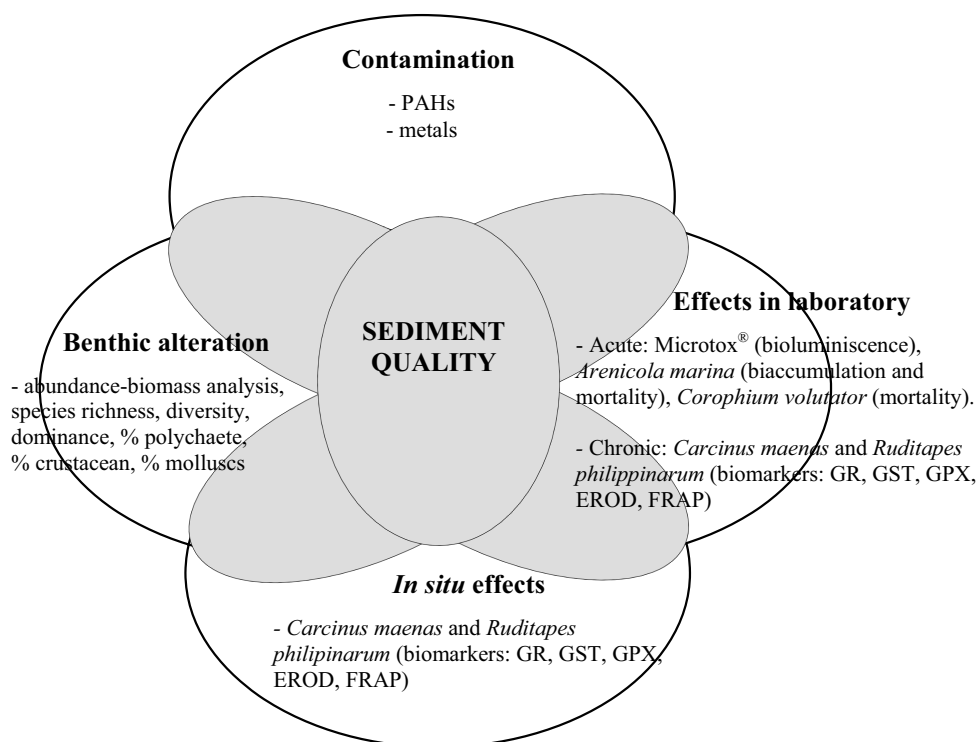 Contamination
- PAHs
- metals
Effects in laboratory
- Acute: Microtox® (bioluminiscence),
Arenicola marina (biaccumulation and
mortality), Corophium volutator (mortality).
- Chronic: Carcinus maenas and Ruditapes
philippinarum (biomarkers: GR, GST, GPX,
EROD, FRAP)
SEDIMENT
QUALITY
Benthic alteration
- abundance-biomass analysis,
species richness, diversity,
dominance, % polychaete,
% crustacean, % molluscs
In situ effects
- Carcinus maenas and Ruditapes
philipinarum (biomarkers: GR, GST, GPX,
EROD, FRAP)